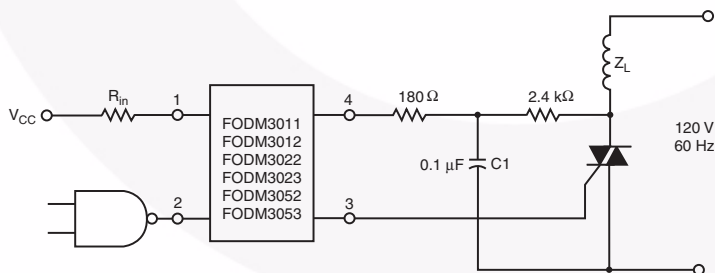 Z_L
R_in
1
4
180 Ω
2.4 kΩ
V_CC
FODM3011
FODM3012
FODM3022
FODM3023
FODM3052
FODM3053
120 V
60 Hz
0.1 µF
C1
2
3